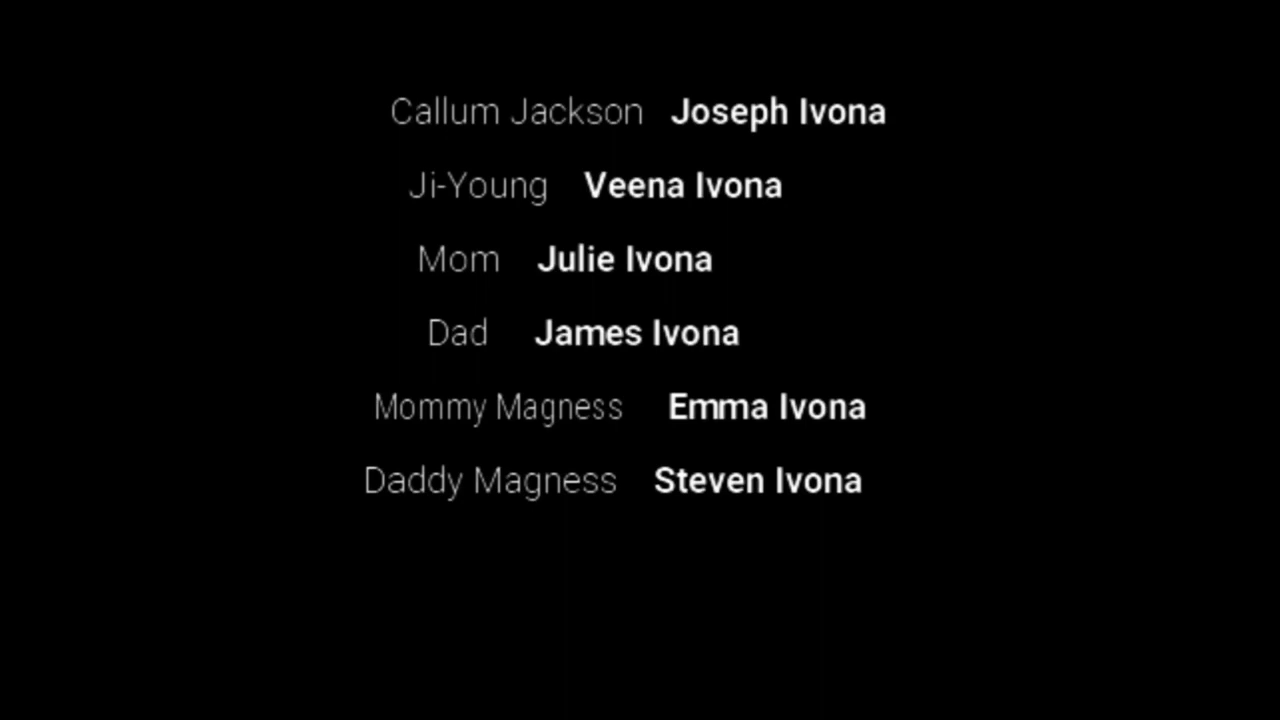 Callum Jackson Joseph Ivona
Ji-Young Veena Ivona
Mom Julie Ivona
Dad James Ivona
Mommy Magness Emma Ivona
Daddy Magness Steven Ivona